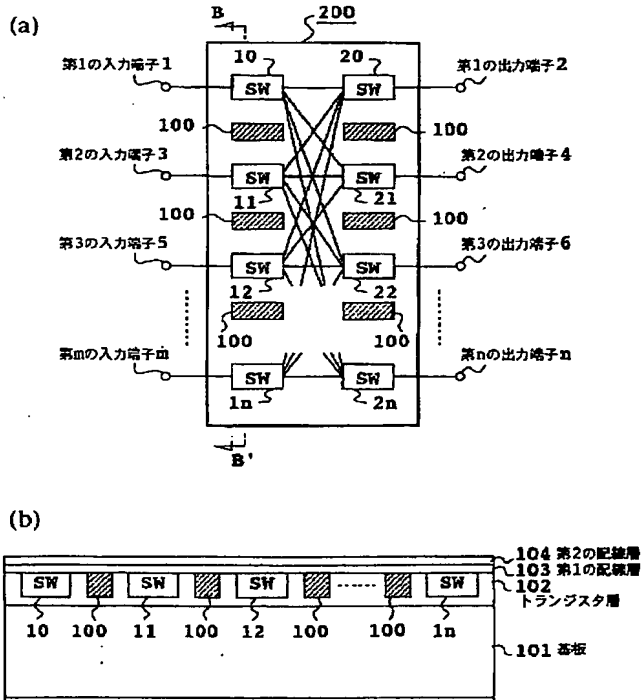 (a)
B
200
10
20
第1の入力端子1
SW
SW
第1の出力端子2
100
100
第2の入力端子3
SW
SW
第2の出力端子4
11
21
100
100
第3の入力端子5
SW
SW
第3の出力端子6
12
22
100
100
第mの入力端子m
SW
SW
第nの出力端子n
1n
2n
B'
(b)
104 第2の配線層
103 第1の配線層
102
トランジスタ層
SW
SW
SW
SW
10
100
11
100
12
100
100
1n
101 基板